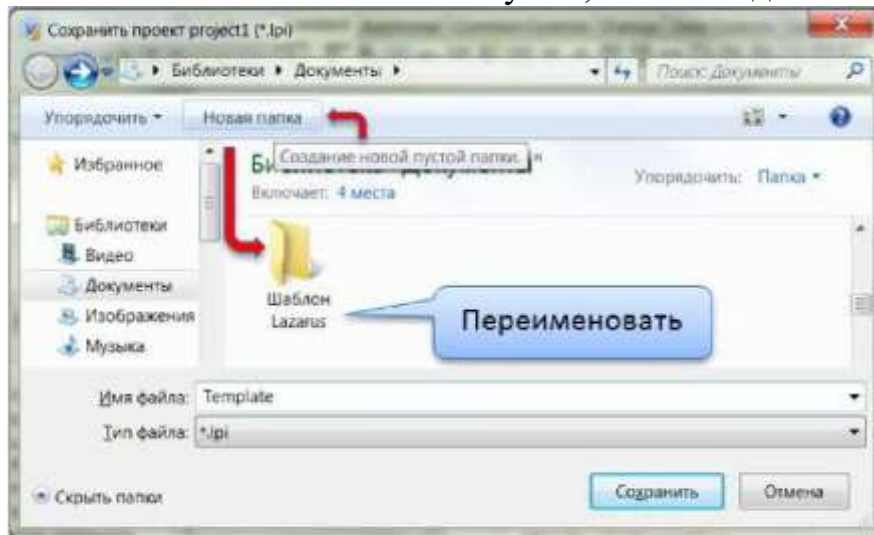 Сохранить проект project1 (*.lpi)
Библиотеки Документы
Поиск: Документы
Упорядочить Новая папка
Создание новой пустой папки.
Избранное
Включает: 4 места
Упорядочить: Папка
Библиотеки
Видео
Документы
Изображения
Музыка
Шаблон
Lazarus
Переименовать
Имя файла: Template
Тип файла: *.lpi
Скрыть папки
Сохранить Отмена